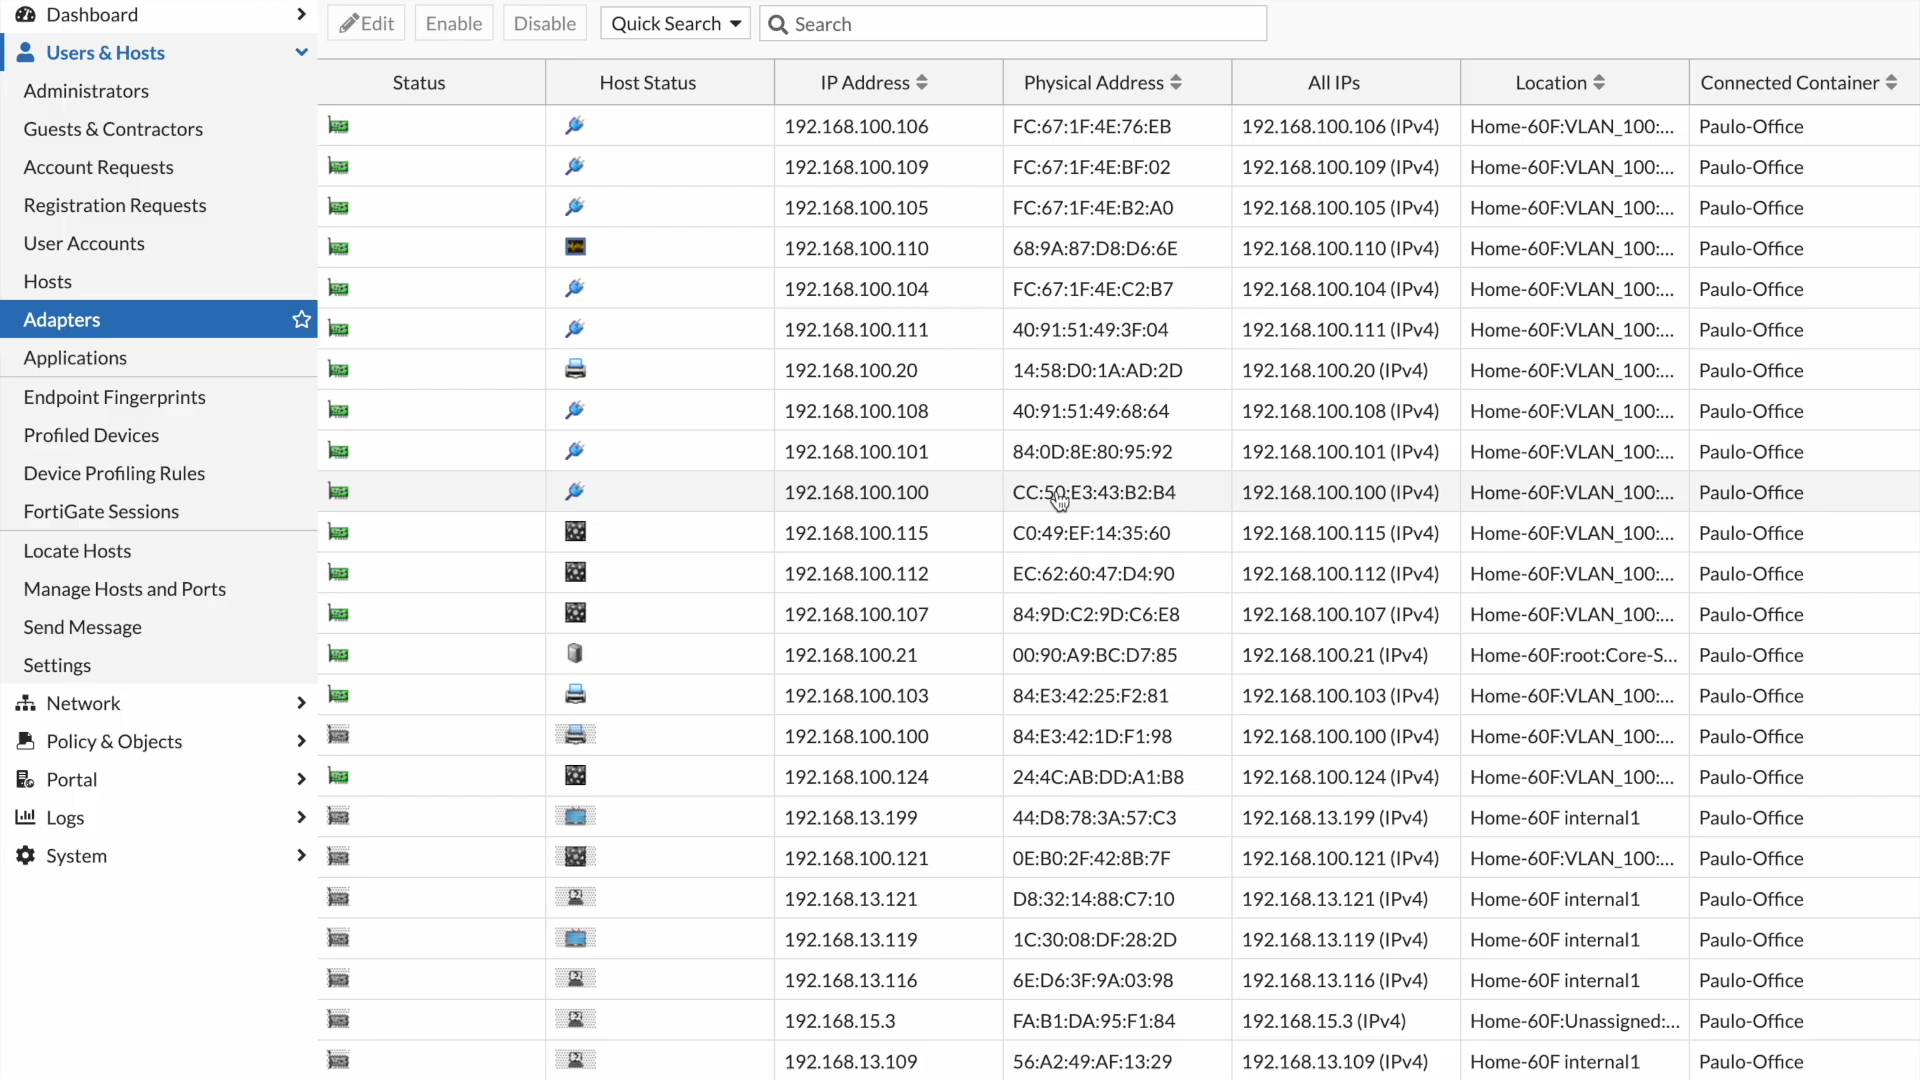 Dashboard
Users & Hosts
Administrators
Guests & Contractors
Account Requests
Registration Requests
User Accounts
Hosts
Adapters
Applications
Endpoint Fingerprints
Profiled Devices
Device Profiling Rules
FortiGate Sessions
Locate Hosts
Manage Hosts and Ports
Send Message
Settings
Network
Policy & Objects
Portal
Logs
System
Edit Enable Disable Quick Search Search
Status Host Status IP Address Physical Address All IPs Location Connected Container
192.168.100.106 FC:67:1F:4E:76:EB 192.168.100.106 (IPv4) Home-60F:VLAN_100:... Paulo-Office
192.168.100.109 FC:67:1F:4E:BF:02 192.168.100.109 (IPv4) Home-60F:VLAN_100:... Paulo-Office
192.168.100.105 FC:67:1F:4E:B2:A0 192.168.100.105 (IPv4) Home-60F:VLAN_100:... Paulo-Office
192.168.100.110 68:9A:87:D8:D6:6E 192.168.100.110 (IPv4) Home-60F:VLAN_100:... Paulo-Office
192.168.100.104 FC:67:1F:4E:C2:B7 192.168.100.104 (IPv4) Home-60F:VLAN_100:... Paulo-Office
192.168.100.111 40:91:51:49:3F:04 192.168.100.111 (IPv4) Home-60F:VLAN_100:... Paulo-Office
192.168.100.20 14:58:D0:1A:AD:2D 192.168.100.20 (IPv4) Home-60F:VLAN_100:... Paulo-Office
192.168.100.108 40:91:51:49:68:64 192.168.100.108 (IPv4) Home-60F:VLAN_100:... Paulo-Office
192.168.100.101 84:0D:8E:80:95:92 192.168.100.101 (IPv4) Home-60F:VLAN_100:... Paulo-Office
192.168.100.100 CC:50:E3:43:B2:B4 192.168.100.100 (IPv4) Home-60F:VLAN_100:... Paulo-Office
192.168.100.115 C0:49:EF:14:35:60 192.168.100.115 (IPv4) Home-60F:VLAN_100:... Paulo-Office
192.168.100.112 EC:62:60:47:D4:90 192.168.100.112 (IPv4) Home-60F:VLAN_100:... Paulo-Office
192.168.100.107 84:9D:C2:9D:C6:E8 192.168.100.107 (IPv4) Home-60F:VLAN_100:... Paulo-Office
192.168.100.21 00:90:A9:BC:D7:85 192.168.100.21 (IPv4) Home-60F:root:Core-S... Paulo-Office
192.168.100.103 84:E3:42:25:F2:81 192.168.100.103 (IPv4) Home-60F:VLAN_100:... Paulo-Office
192.168.100.100 84:E3:42:1D:F1:98 192.168.100.100 (IPv4) Home-60F:VLAN_100:... Paulo-Office
192.168.100.124 24:4C:AB:DD:A1:B8 192.168.100.124 (IPv4) Home-60F:VLAN_100:... Paulo-Office
192.168.13.199 44:D8:78:3A:57:C3 192.168.13.199 (IPv4) Home-60F internal1 Paulo-Office
192.168.100.121 0E:B0:2F:42:8B:7F 192.168.100.121 (IPv4) Home-60F:VLAN_100:... Paulo-Office
192.168.13.121 D8:32:14:88:C7:10 192.168.13.121 (IPv4) Home-60F internal1 Paulo-Office
192.168.13.119 1C:30:08:DF:28:2D 192.168.13.119 (IPv4) Home-60F internal1 Paulo-Office
192.168.13.116 6E:D6:3F:9A:03:98 192.168.13.116 (IPv4) Home-60F internal1 Paulo-Office
192.168.15.3 FA:B1:DA:95:F1:84 192.168.15.3 (IPv4) Home-60F:Unassigned:... Paulo-Office
192.168.13.109 56:A2:49:AF:13:29 192.168.13.109 (IPv4) Home-60F internal1 Paulo-Office